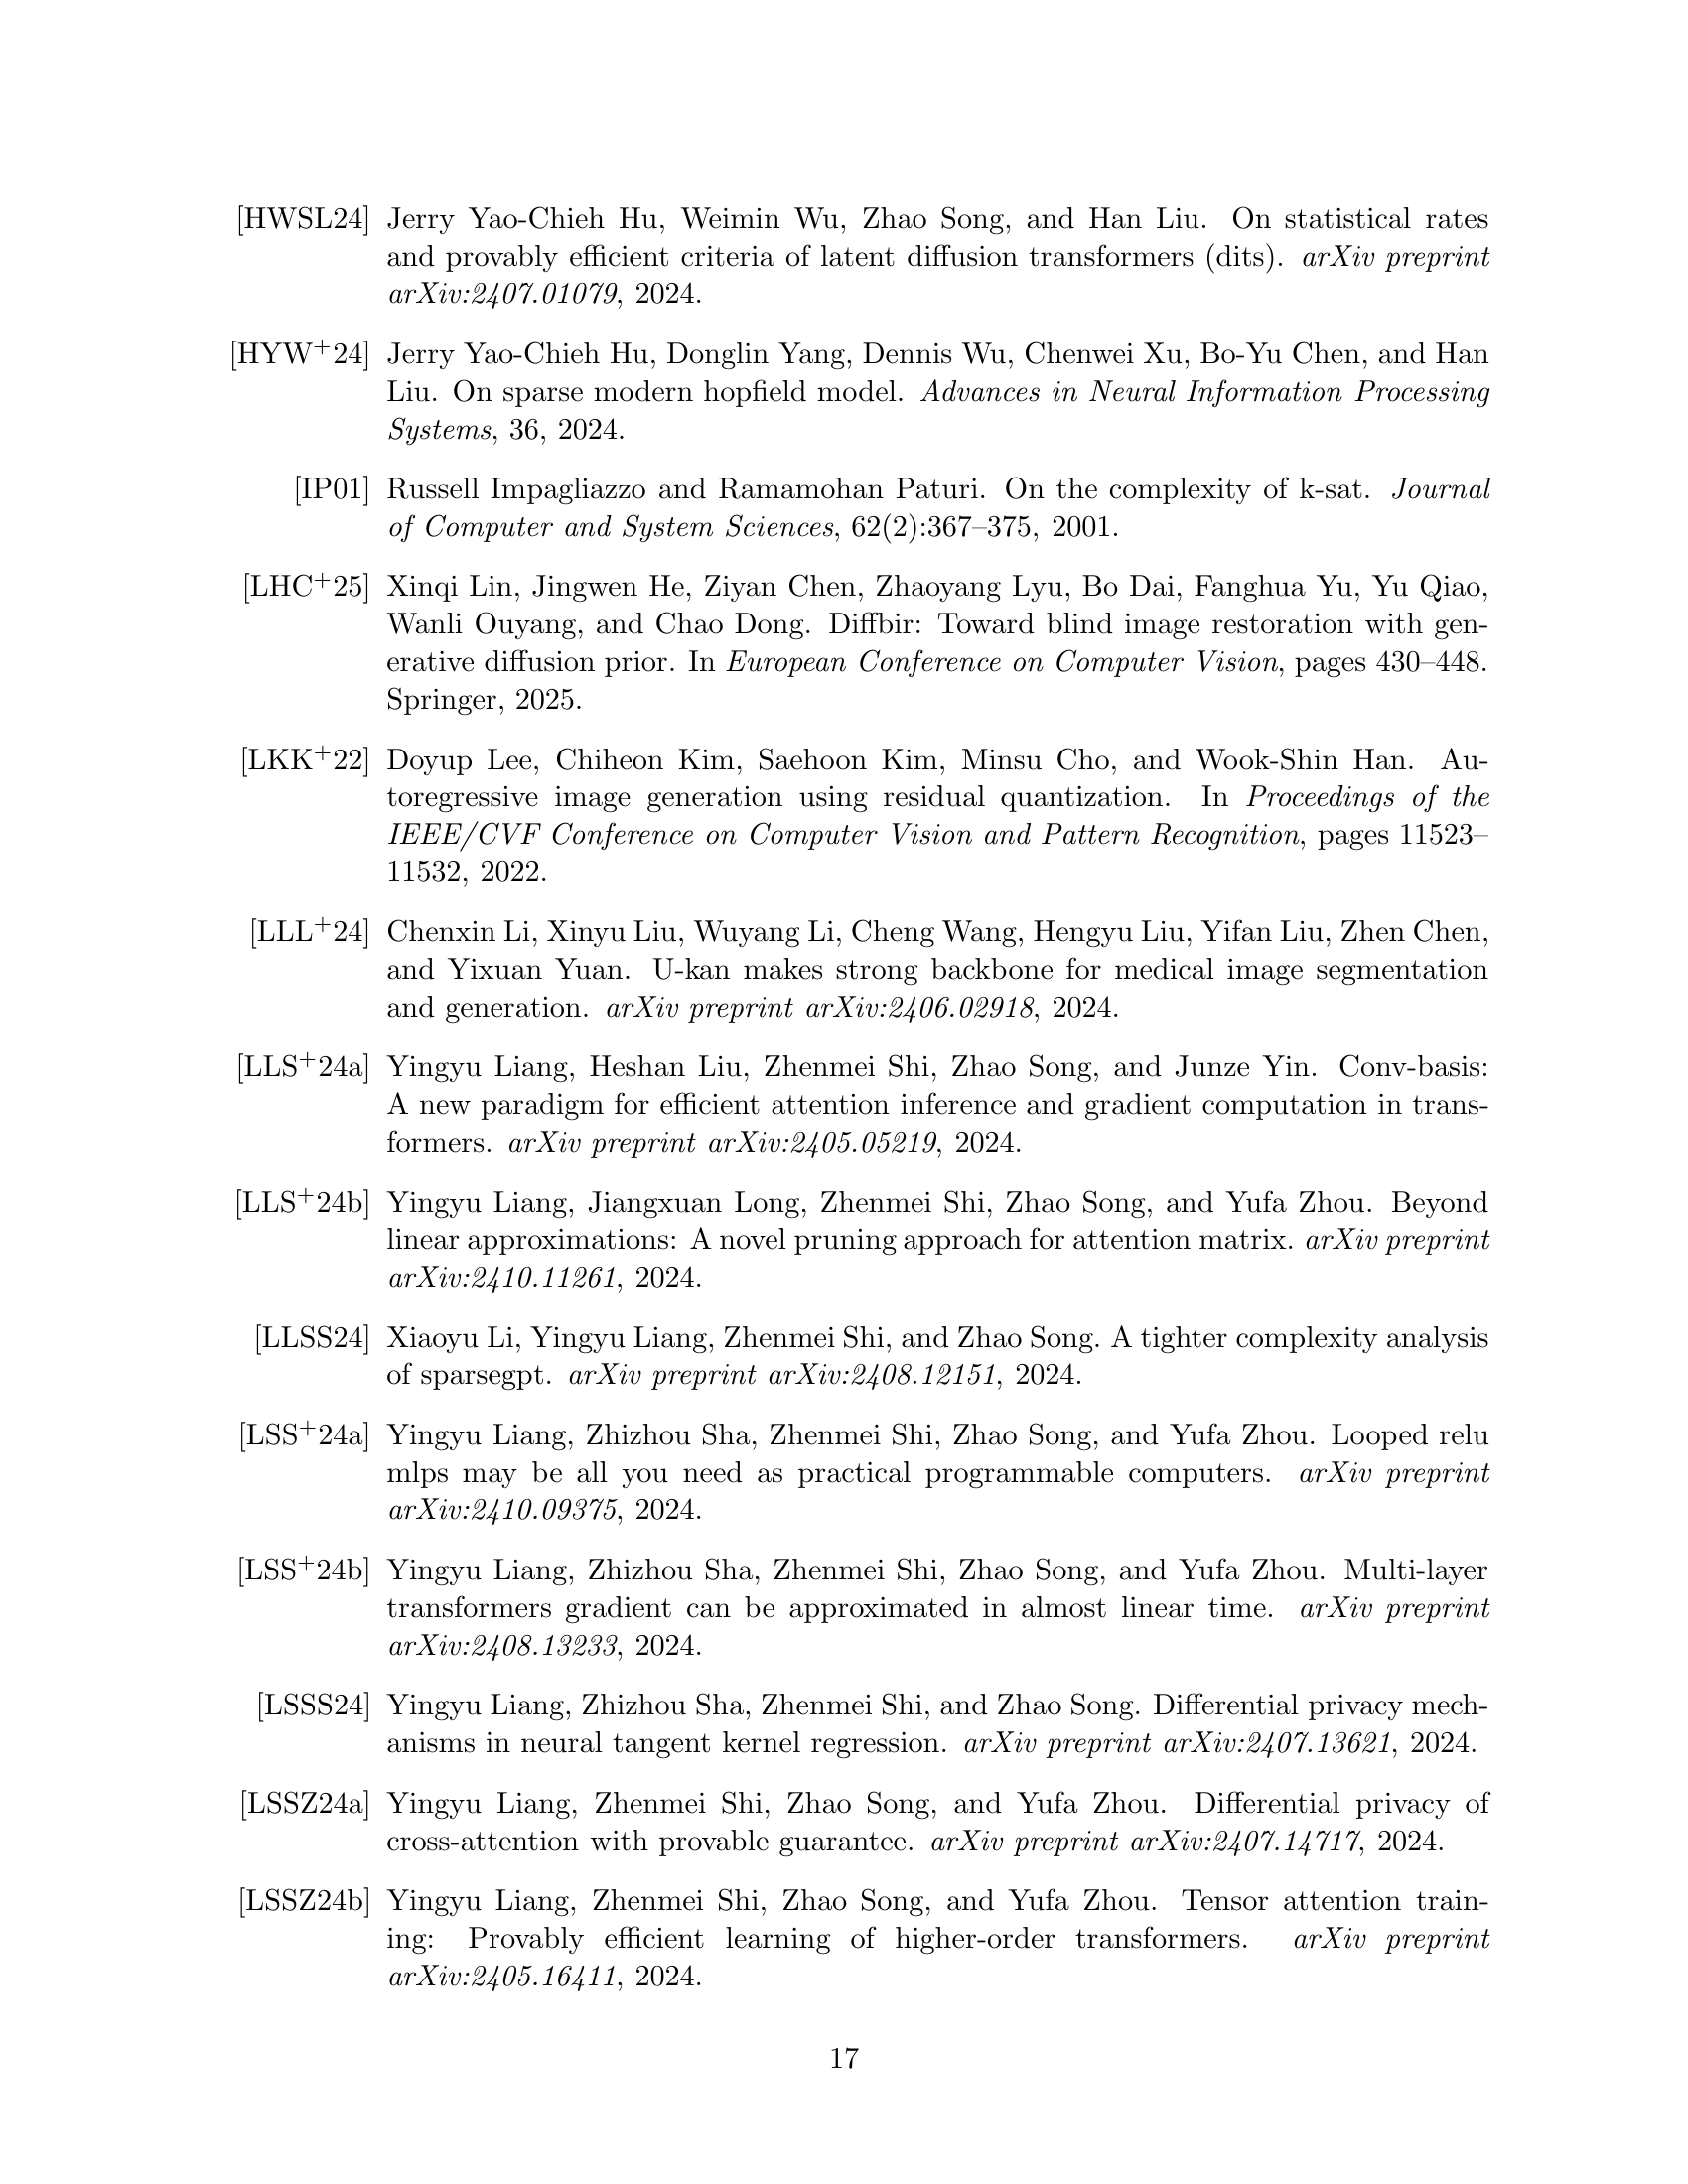 [HWSL24] Jerry Yao-Chieh Hu, Weimin Wu, Zhao Song, and Han Liu. On statistical rates
and provably efficient criteria of latent diffusion transformers (dits). arXiv preprint
arXiv:2407.01079, 2024.
[HYW+24] Jerry Yao-Chieh Hu, Donglin Yang, Dennis Wu, Chenwei Xu, Bo-Yu Chen, and Han
Liu. On sparse modern hopfield model. Advances in Neural Information Processing
Systems, 36, 2024.
[IP01] Russell Impagliazzo and Ramamohan Paturi. On the complexity of k-sat. Journal
of Computer and System Sciences, 62(2):367–375, 2001.
[LHC+25] Xinqi Lin, Jingwen He, Ziyan Chen, Zhaoyang Lyu, Bo Dai, Fanghua Yu, Yu Qiao,
Wanli Ouyang, and Chao Dong. Diffbir: Toward blind image restoration with gen-
erative diffusion prior. In European Conference on Computer Vision, pages 430–448.
Springer, 2025.
[LKK+22] Doyup Lee, Chiheon Kim, Saehoon Kim, Minsu Cho, and Wook-Shin Han. Au-
toregressive image generation using residual quantization. In Proceedings of the
IEEE/CVF Conference on Computer Vision and Pattern Recognition, pages 11523–
11532, 2022.
[LLL+24] Chenxin Li, Xinyu Liu, Wuyang Li, Cheng Wang, Hengyu Liu, Yifan Liu, Zhen Chen,
and Yixuan Yuan. U-kan makes strong backbone for medical image segmentation
and generation. arXiv preprint arXiv:2406.02918, 2024.
[LLS+24a] Yingyu Liang, Heshan Liu, Zhenmei Shi, Zhao Song, and Junze Yin. Conv-basis:
A new paradigm for efficient attention inference and gradient computation in trans-
formers. arXiv preprint arXiv:2405.05219, 2024.
[LLS+24b] Yingyu Liang, Jiangxuan Long, Zhenmei Shi, Zhao Song, and Yufa Zhou. Beyond
linear approximations: A novel pruning approach for attention matrix. arXiv preprint
arXiv:2410.11261, 2024.
[LLSS24] Xiaoyu Li, Yingyu Liang, Zhenmei Shi, and Zhao Song. A tighter complexity analysis
of sparsegpt. arXiv preprint arXiv:2408.12151, 2024.
[LSS+24a] Yingyu Liang, Zhizhou Sha, Zhenmei Shi, Zhao Song, and Yufa Zhou. Looped relu
mlps may be all you need as practical programmable computers. arXiv preprint
arXiv:2410.09375, 2024.
[LSS+24b] Yingyu Liang, Zhizhou Sha, Zhenmei Shi, Zhao Song, and Yufa Zhou. Multi-layer
transformers gradient can be approximated in almost linear time. arXiv preprint
arXiv:2408.13233, 2024.
[LSSS24] Yingyu Liang, Zhizhou Sha, Zhenmei Shi, and Zhao Song. Differential privacy mech-
anisms in neural tangent kernel regression. arXiv preprint arXiv:2407.13621, 2024.
[LSSZ24a] Yingyu Liang, Zhenmei Shi, Zhao Song, and Yufa Zhou. Differential privacy of
cross-attention with provable guarantee. arXiv preprint arXiv:2407.14717, 2024.
[LSSZ24b] Yingyu Liang, Zhenmei Shi, Zhao Song, and Yufa Zhou. Tensor attention train-
ing: Provably efficient learning of higher-order transformers. arXiv preprint
arXiv:2405.16411, 2024.
17